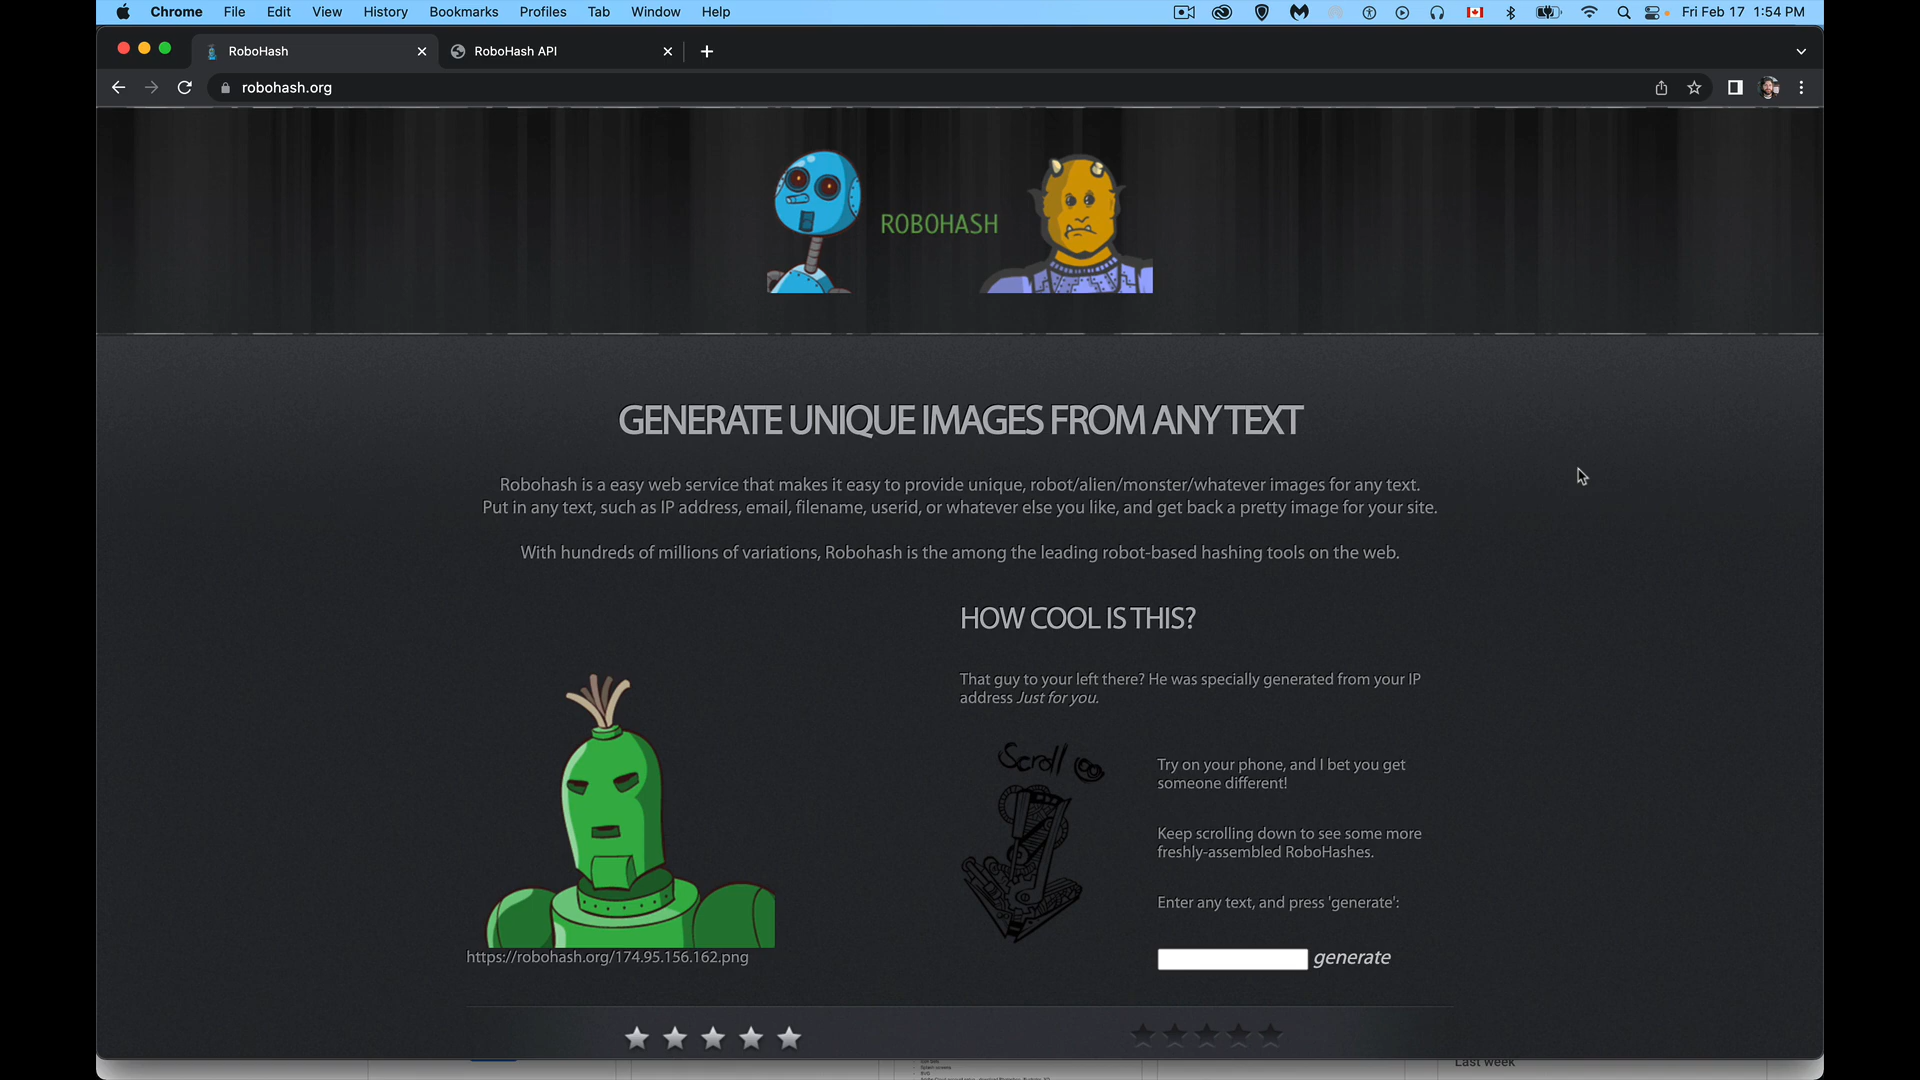 Chrome File Edit View History Bookmarks Profiles Tab Window Help Fri Feb 17 1:54 PM
RoboHash RoboHash API
robohash.org
ROBOHASH
GENERATE UNIQUE IMAGES FROM ANY TEXT
Robohash is a easy web service that makes it easy to provide unique, robot/alien/monster/whatever images for any text.
Put in any text, such as IP address, email, filename, userid, or whatever else you like, and get back a pretty image for your site.
With hundreds of millions of variations, Robohash is the among the leading robot-based hashing tools on the web.
HOW COOL IS THIS?
That guy to your left there? He was specially generated from your IP
address Just for you.
Scroll
Try on your phone, and I bet you get
someone different!
Keep scrolling down to see some more
freshly-assembled RoboHashes.
Enter any text, and press 'generate':
https://robohash.org/174.95.156.162.png
generate
Last week